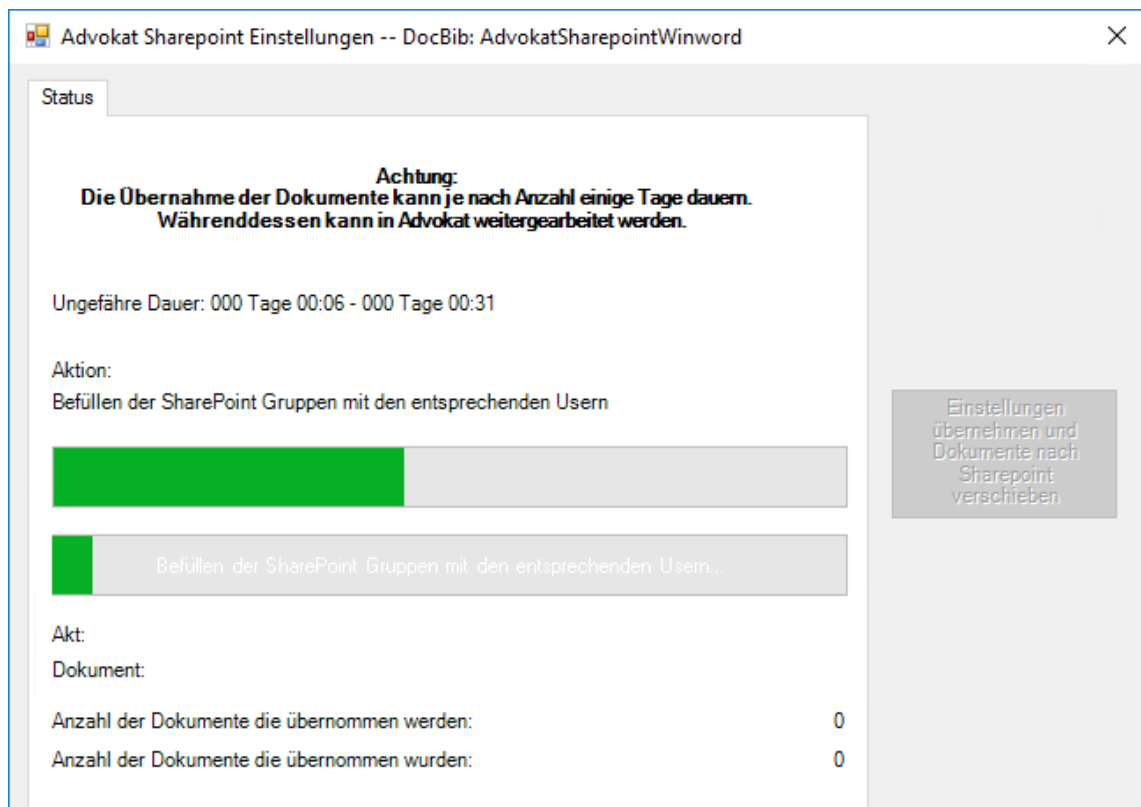 Advokat Sharepoint Einstellungen -- DocBib: AdvokatSharepointWinword
Status
Achtung:
Die Übernahme der Dokumente kann je nach Anzahl einige Tage dauern.
Währenddessen kann in Advokat weitergearbeitet werden.
Ungefähre Dauer: 000 Tage 00:06 - 000 Tage 00:31
Aktion:
Befüllen der SharePoint Gruppen mit den entsprechenden Usern
Einstellungen
übernehmen und
Dokumente nach
Sharepoint
verschieben
Befüllen der SharePoint Gruppen mit den entsprechenden Usern...
Akt:
Dokument:
Anzahl der Dokumente die übernommen werden: 0
Anzahl der Dokumente die übernommen wurden: 0